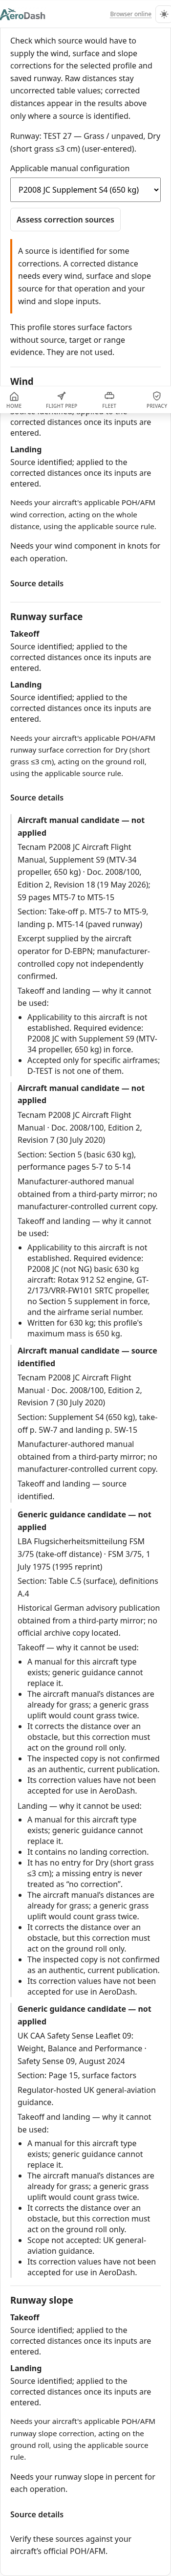 AeroDash
Browser online
Check which source would have to
supply the wind, surface and slope
corrections for the selected profile and
saved runway. Raw distances stay
uncorrected table values; corrected
distances appear in the results above
only where a source is identified.
Runway: TEST 27 — Grass / unpaved, Dry
(short grass ≤3 cm) (user-entered).
Applicable manual configuration
P2008 JC Supplement S4 (650 kg)
Assess correction sources
A source is identified for some
corrections. A corrected distance
needs every wind, surface and slope
source for that operation and your
wind and slope inputs.
This profile stores surface factors
without source, target or range
evidence. They are not used.
Wind
HOME
FLIGHT PREP
FLEET
PRIVACY
corrected distances once its inputs are
entered.
Landing
Source identified; applied to the
corrected distances once its inputs are
entered.
Needs your aircraft's applicable POH/AFM
wind correction, acting on the whole
distance, using the applicable source rule.
Needs your wind component in knots for
each operation.
Source details
Runway surface
Takeoff
Source identified; applied to the
corrected distances once its inputs are
entered.
Landing
Source identified; applied to the
corrected distances once its inputs are
entered.
Needs your aircraft's applicable POH/AFM
runway surface correction for Dry (short
grass ≤3 cm), acting on the ground roll,
using the applicable source rule.
Source details
Aircraft manual candidate — not
applied
Tecnam P2008 JC Aircraft Flight
Manual, Supplement S9 (MTV-34
propeller, 650 kg) · Doc. 2008/100,
Edition 2, Revision 18 (19 May 2026);
S9 pages MT5-7 to MT5-15
Section: Take-off p. MT5-7 to MT5-9,
landing p. MT5-14 (paved runway)
Excerpt supplied by the aircraft
operator for D-EBPN; manufacturer-
controlled copy not independently
confirmed.
Takeoff and landing — why it cannot
be used:
• Applicability to this aircraft is not
established. Required evidence:
P2008 JC with Supplement S9 (MTV-
34 propeller, 650 kg) in force.
• Accepted only for specific airframes;
D-TEST is not one of them.
Aircraft manual candidate — not
applied
Tecnam P2008 JC Aircraft Flight
Manual · Doc. 2008/100, Edition 2,
Revision 7 (30 July 2020)
Section: Section 5 (basic 630 kg),
performance pages 5-7 to 5-14
Manufacturer-authored manual
obtained from a third-party mirror; no
manufacturer-controlled current copy.
Takeoff and landing — why it cannot
be used:
• Applicability to this aircraft is not
established. Required evidence:
P2008 JC (not NG) basic 630 kg
aircraft: Rotax 912 S2 engine, GT-
2/173/VRR-FW101 SRTC propeller,
no Section 5 supplement in force,
and the airframe serial number.
• Written for 630 kg; this profile's
maximum mass is 650 kg.
Aircraft manual candidate — source
identified
Tecnam P2008 JC Aircraft Flight
Manual · Doc. 2008/100, Edition 2,
Revision 7 (30 July 2020)
Section: Supplement S4 (650 kg), take-
off p. 5W-7 and landing p. 5W-15
Manufacturer-authored manual
obtained from a third-party mirror; no
manufacturer-controlled current copy.
Takeoff and landing — source
identified.
Generic guidance candidate — not
applied
LBA Flugsicherheitsmitteilung FSM
3/75 (take-off distance) · FSM 3/75, 1
July 1975 (1995 reprint)
Section: Table C.5 (surface), definitions
A.4
Historical German advisory publication
obtained from a third-party mirror; no
official archive copy located.
Takeoff — why it cannot be used:
• A manual for this aircraft type
exists; generic guidance cannot
replace it.
• The aircraft manual's distances are
already for grass; a generic grass
uplift would count grass twice.
• It corrects the distance over an
obstacle, but this correction must
act on the ground roll only.
• The inspected copy is not confirmed
as an authentic, current publication.
• Its correction values have not been
accepted for use in AeroDash.
Landing — why it cannot be used:
• A manual for this aircraft type
exists; generic guidance cannot
replace it.
• It contains no landing correction.
• It has no entry for Dry (short grass
≤3 cm); a missing entry is never
treated as “no correction”.
• The aircraft manual's distances are
already for grass; a generic grass
uplift would count grass twice.
• It corrects the distance over an
obstacle, but this correction must
act on the ground roll only.
• The inspected copy is not confirmed
as an authentic, current publication.
• Its correction values have not been
accepted for use in AeroDash.
Generic guidance candidate — not
applied
UK CAA Safety Sense Leaflet 09:
Weight, Balance and Performance ·
Safety Sense 09, August 2024
Section: Page 15, surface factors
Regulator-hosted UK general-aviation
guidance.
Takeoff and landing — why it cannot
be used:
• A manual for this aircraft type
exists; generic guidance cannot
replace it.
• The aircraft manual's distances are
already for grass; a generic grass
uplift would count grass twice.
• It corrects the distance over an
obstacle, but this correction must
act on the ground roll only.
• Scope not accepted: UK general-
aviation guidance.
• Its correction values have not been
accepted for use in AeroDash.
Runway slope
Takeoff
Source identified; applied to the
corrected distances once its inputs are
entered.
Landing
Source identified; applied to the
corrected distances once its inputs are
entered.
Needs your aircraft's applicable POH/AFM
runway slope correction, acting on the
ground roll, using the applicable source
rule.
Needs your runway slope in percent for
each operation.
Source details
Verify these sources against your
aircraft's official POH/AFM.